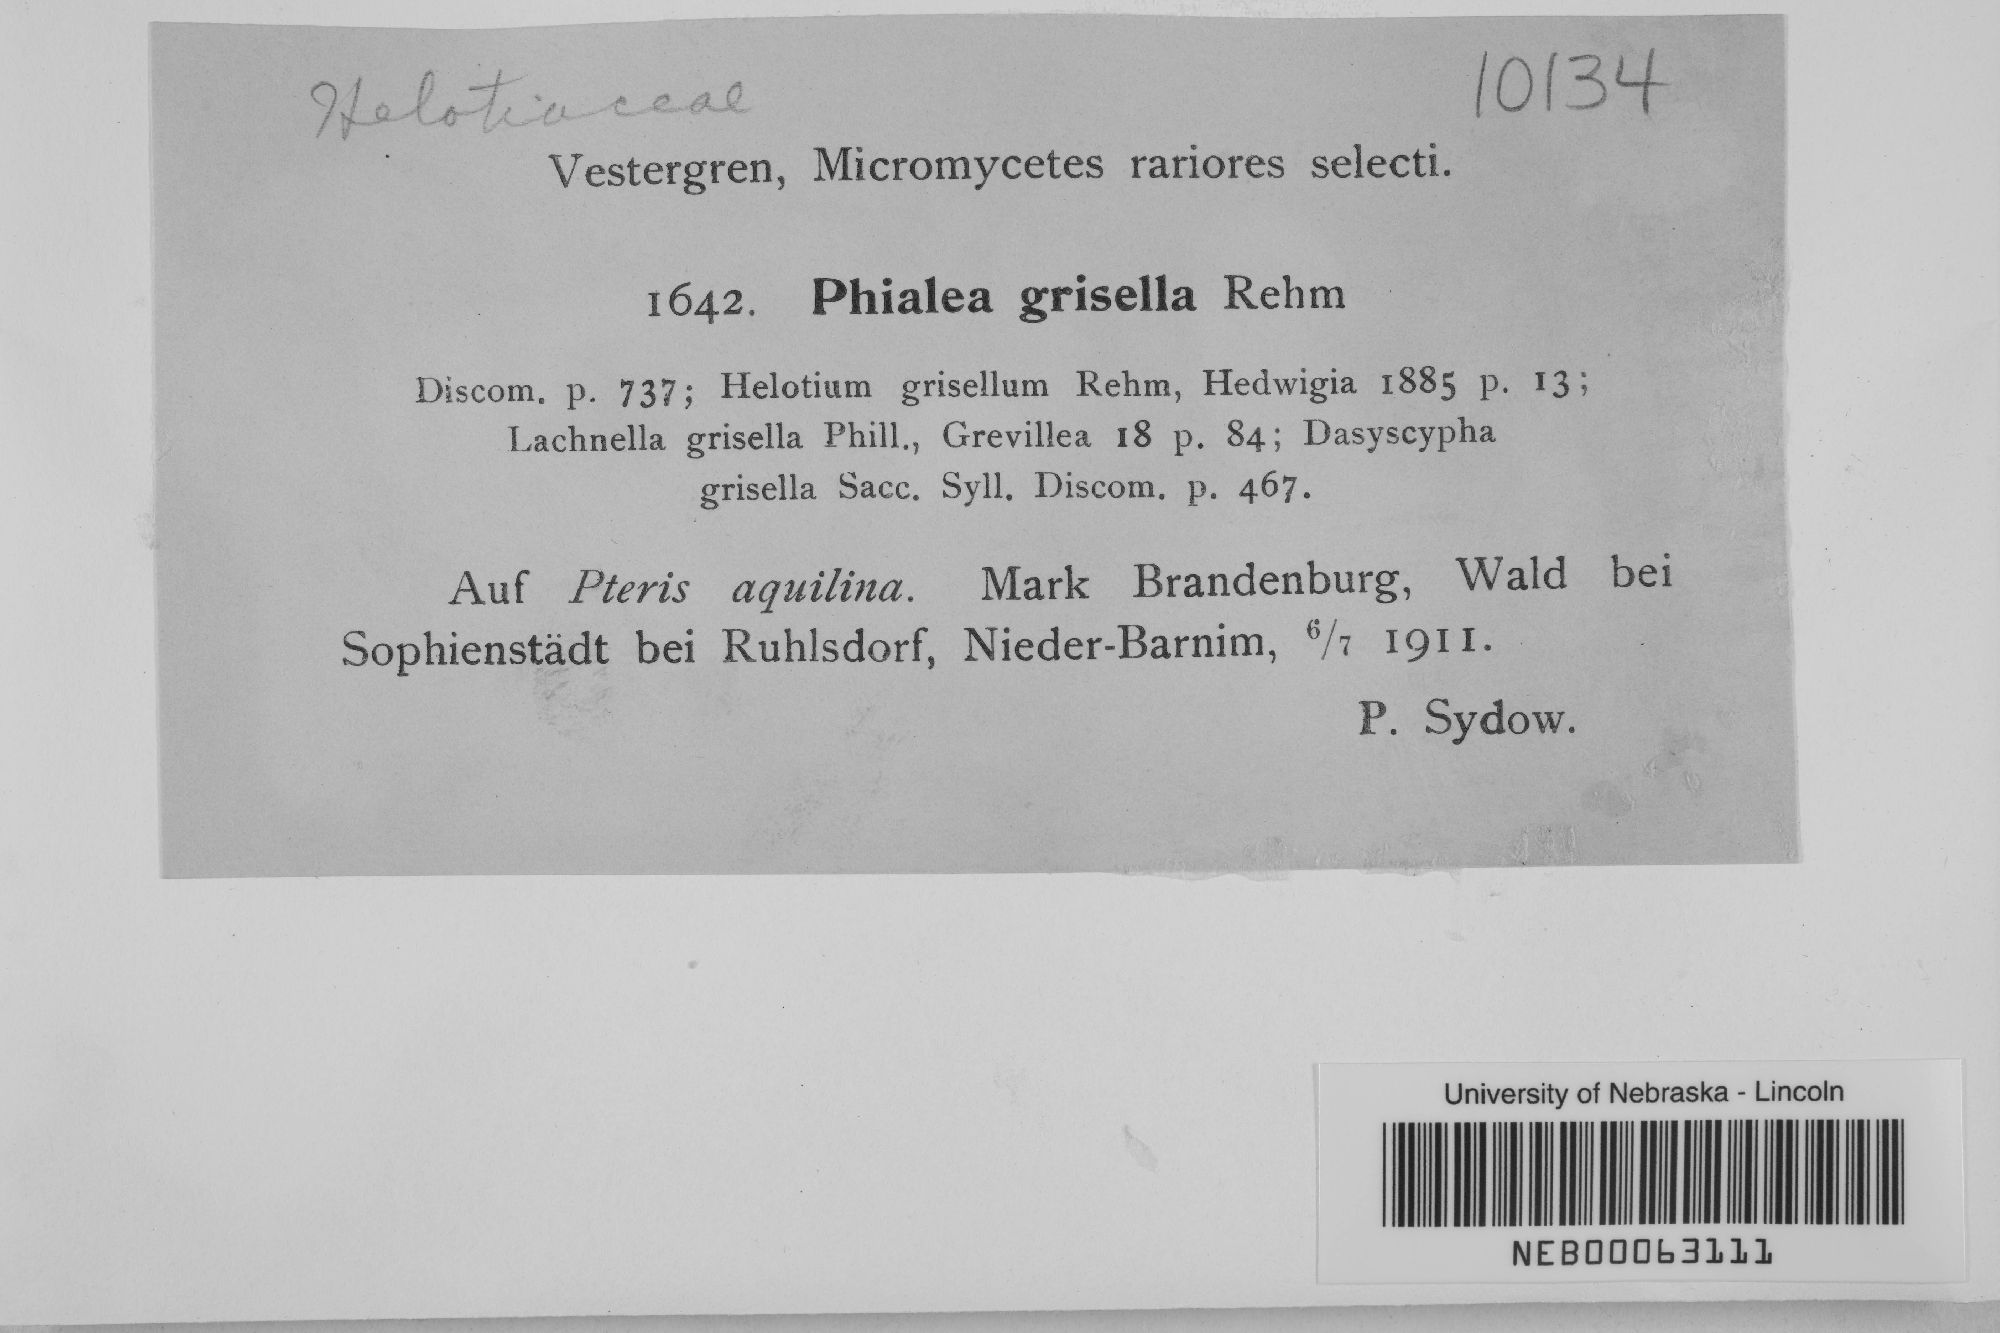 Helotiaceae
10134
Vestergren, Micromycetes rariores selecti.
1642. Phialea grisella Rehm
Discom. p. 737; Helotium grisellum Rehm, Hedwigia 1885 p. 13;
Lachnella grisella Phill., Grevillea 18 p. 84; Dasyscypha
grisella Sacc. Syll. Discom. p. 467.
Auf Pteris aquilina. Mark Brandenburg, Wald bei
Sophienstädt bei Ruhlsdorf, Nieder-Barnim, 6/7 1911.
P. Sydow.
University of Nebraska - Lincoln
NEB00063111